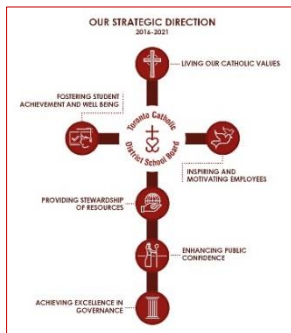 OUR STRATEGIC DIRECTION
2016-2021
LIVING OUR CATHOLIC VALUES
FOSTERING STUDENT
ACHIEVEMENT AND WELL BEING
Toronto Catholic
District School Board
INSPIRING AND
MOTIVATING EMPLOYEES
PROVIDING STEWARDSHIP
OF RESOURCES
ENHANCING PUBLIC
CONFIDENCE
ACHIEVING EXCELLENCE IN
GOVERNANCE